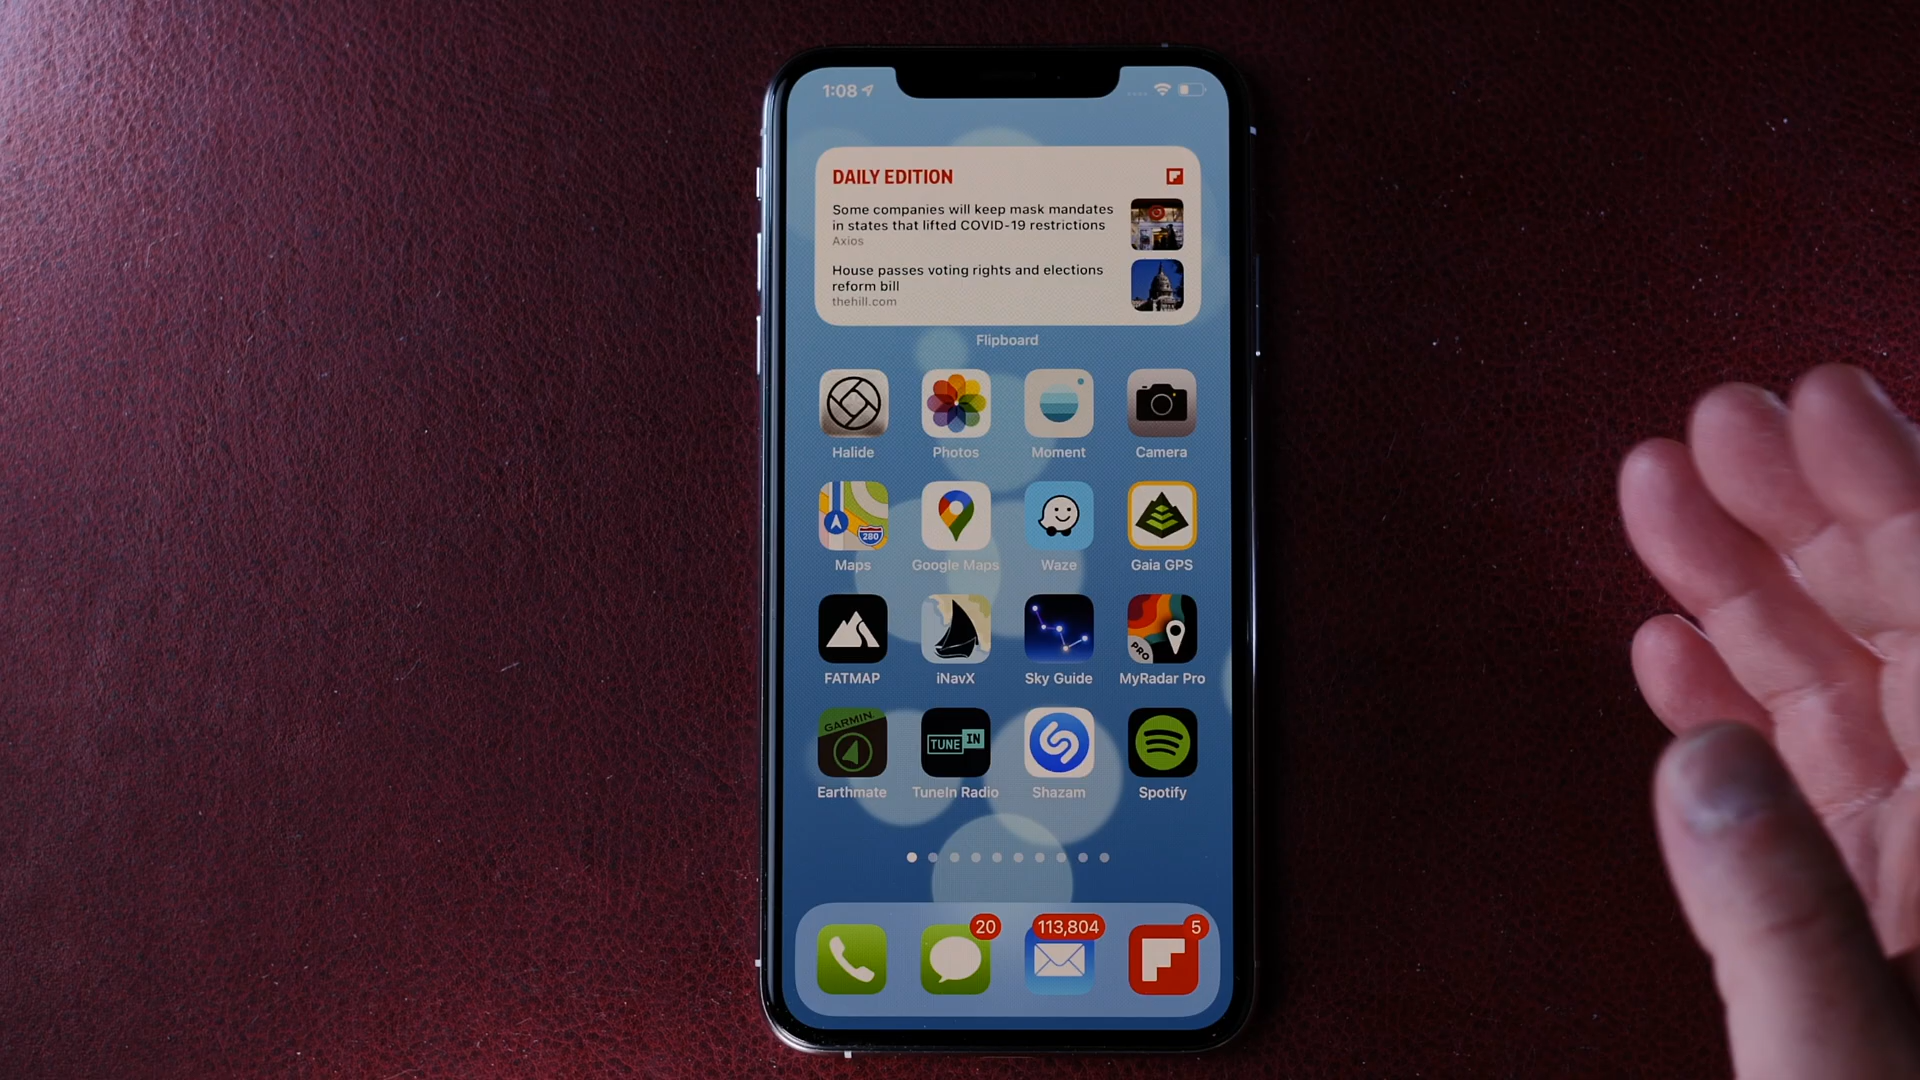 1:08
DAILY EDITION
Some companies will keep mask mandates
in states that lifted COVID-19 restrictions
Axios
House passes voting rights and elections
reform bill
thehill.com
Flipboard
Halide Photos Moment Camera
280
Maps Google Maps Waze Gaia GPS
PRO
FATMAP iNavX Sky Guide MyRadar Pro
GARMIN.
TUNE IN
Earthmate TuneIn Radio Shazam Spotify
20 113,804 5